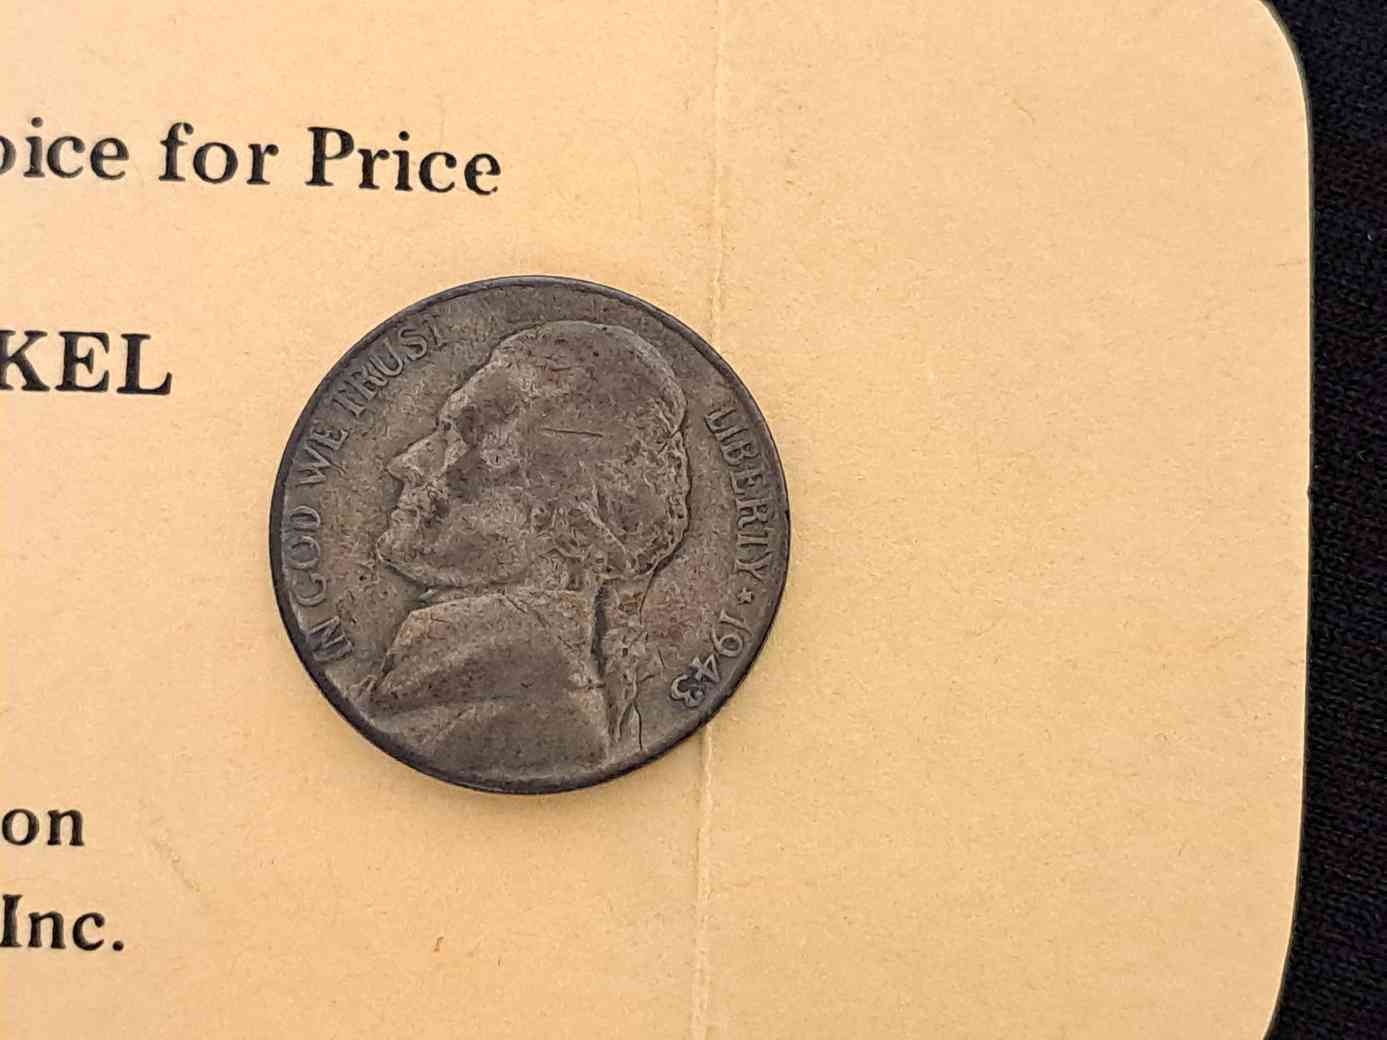 oice for Price
KEL
IN GOD WE TRUST
LIBERTY ★ 1943
on
Inc.